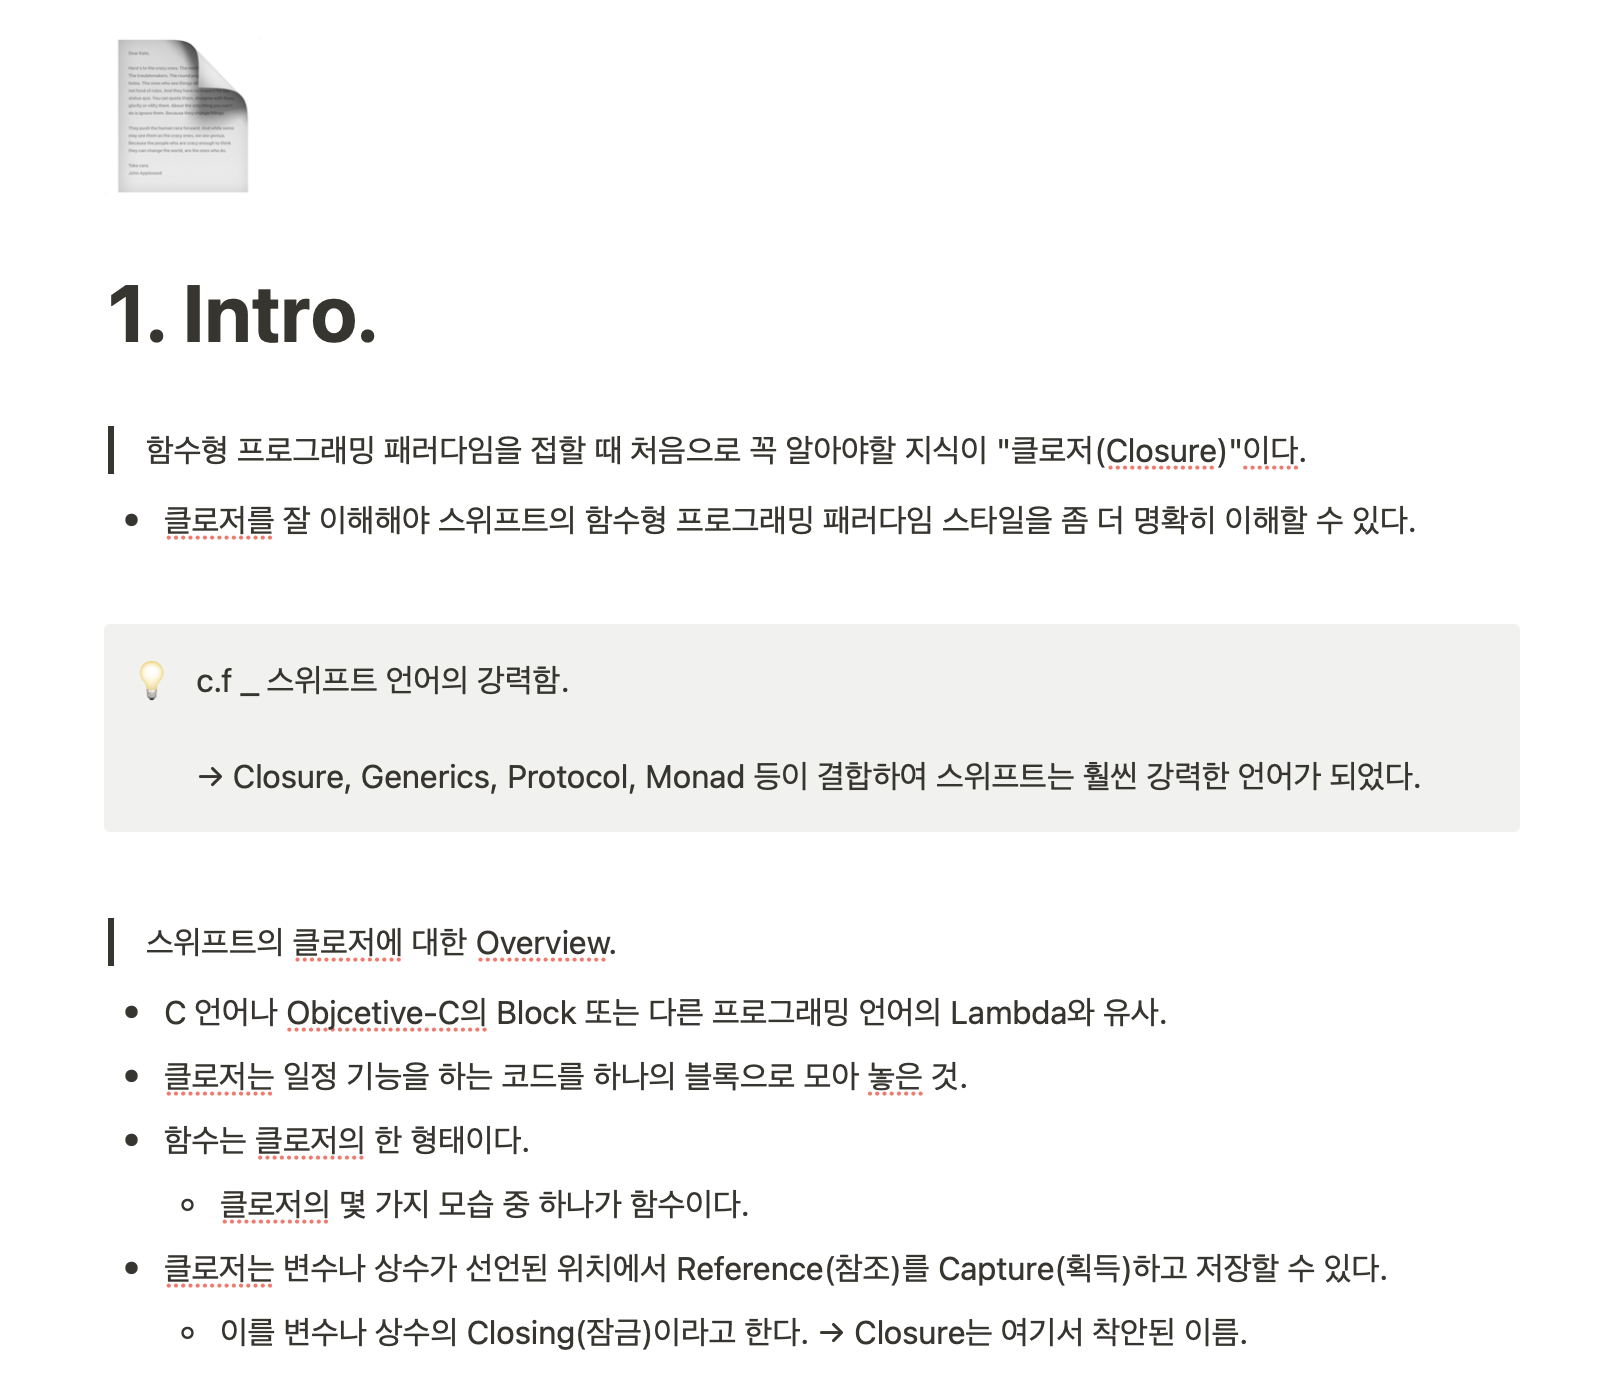 1. Intro.
함수형 프로그래밍 패러다임을 접할 때 처음으로 꼭 알아야할 지식이 "클로저(Closure)"이다.
클로저를 잘 이해해야 스위프트의 함수형 프로그래밍 패러다임 스타일을 좀 더 명확히 이해할 수 있다.
c.f _ 스위프트 언어의 강력함.
→ Closure, Generics, Protocol, Monad 등이 결합하여 스위프트는 훨씬 강력한 언어가 되었다.
스위프트의 클로저에 대한 Overview.
C 언어나 Objcetive-C의 Block 또는 다른 프로그래밍 언어의 Lambda와 유사.
클로저는 일정 기능을 하는 코드를 하나의 블록으로 모아 놓은 것.
함수는 클로저의 한 형태이다.
클로저의 몇 가지 모습 중 하나가 함수이다.
클로저는 변수나 상수가 선언된 위치에서 Reference(참조)를 Capture(획득)하고 저장할 수 있다.
이를 변수나 상수의 Closing(잠금)이라고 한다. → Closure는 여기서 착안된 이름.